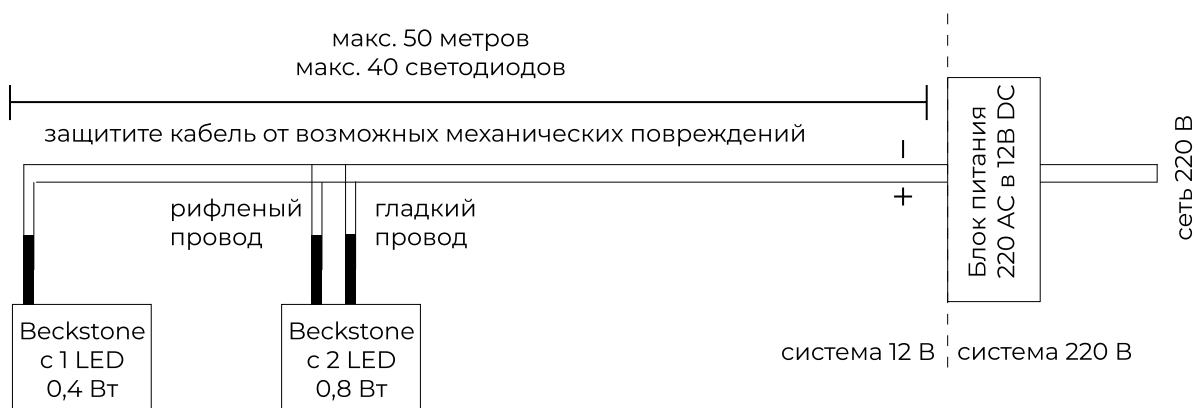 макс. 50 метров
макс. 40 светодиодов
защитите кабель от возможных механических повреждений
–
+
рифленый
провод
гладкий
провод
Блок питания
220 AC в 12В DC
сеть 220 В
Beckstone
с 1 LED
0,4 Вт
Beckstone
с 2 LED
0,8 Вт
система 12 В
система 220 В